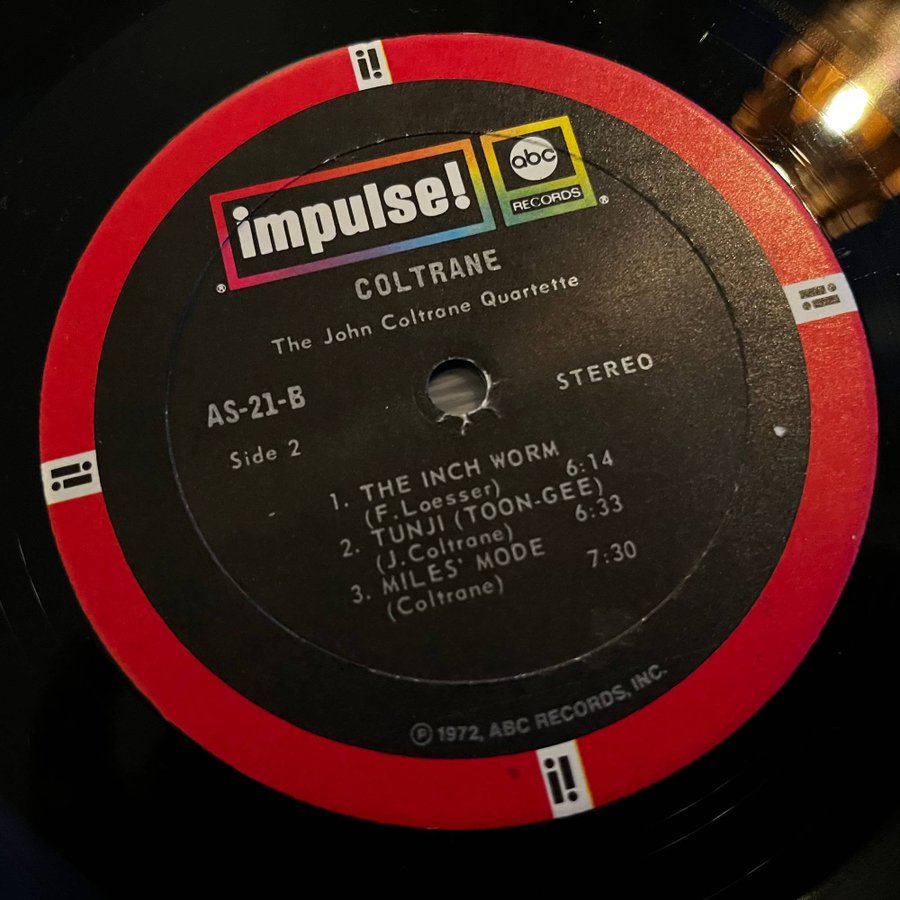 i!
impulse!
abc
RECORDS
®
®
COLTRANE
The John Coltrane Quartette
i!
AS-21-B
STEREO
Side 2
i!
1. THE INCH WORM 6:14
(F. Loesser)
2. TUNJI (TOON-GEE) 6:33
(J. Coltrane)
3. MILES' MODE 7:30
(Coltrane)
℗ 1972, ABC RECORDS, INC.
i!